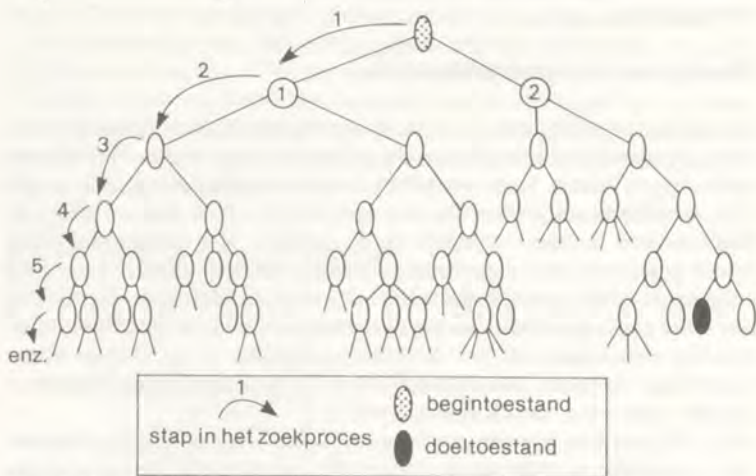 1
2
1
2
3
4
5
enz.
1
stap in het zoekproces
begintoestand
doeltoestand